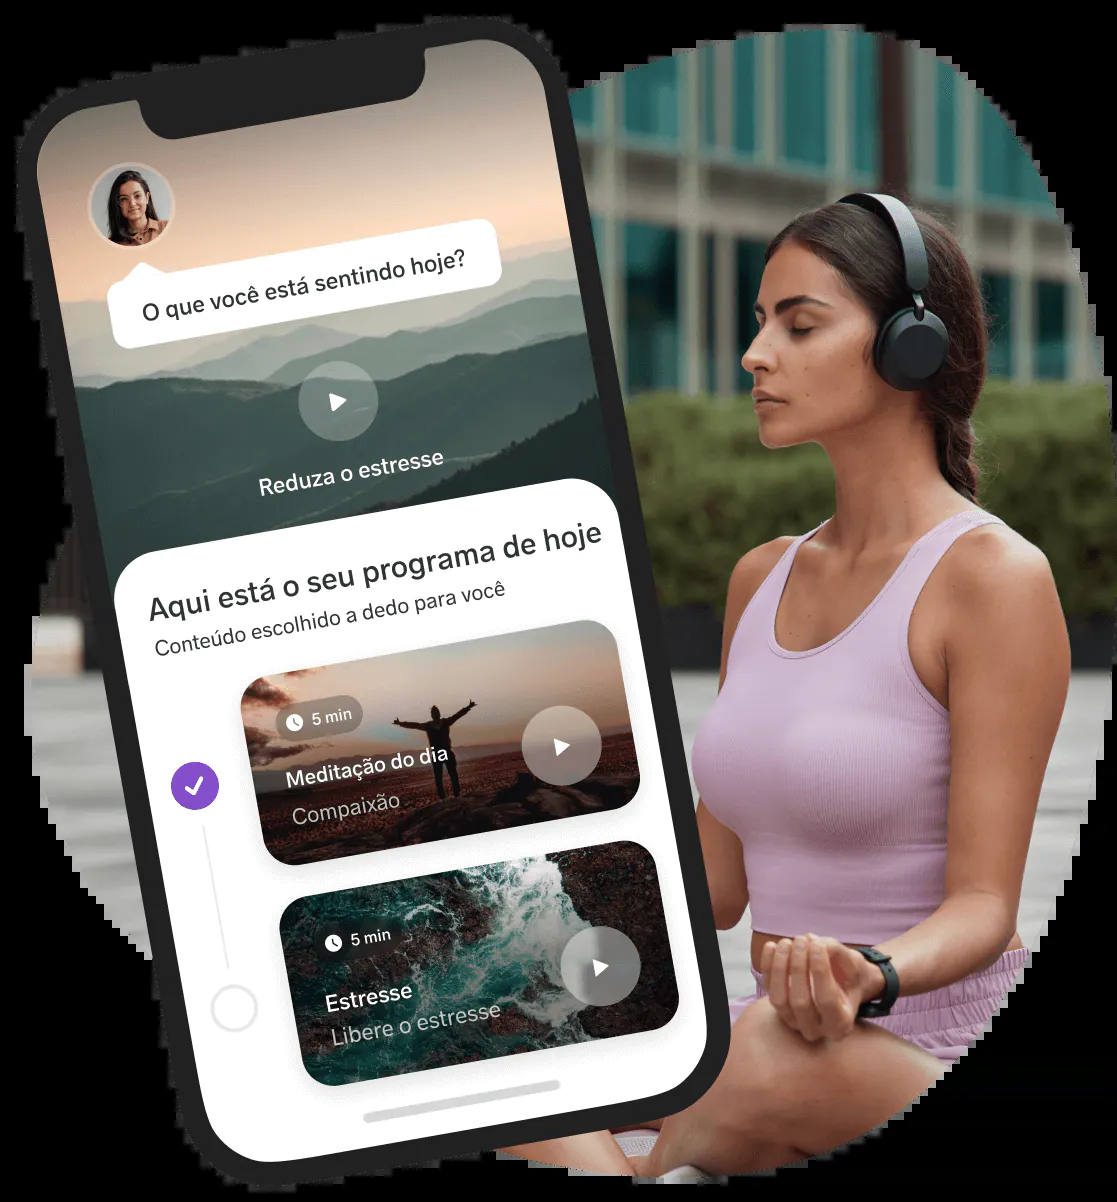 O que você está sentindo hoje?
Reduza o estresse
Aqui está o seu programa de hoje
Conteúdo escolhido a dedo para você
5 min
Meditação do dia
Compaixão
5 min
Estresse
Libere o estresse